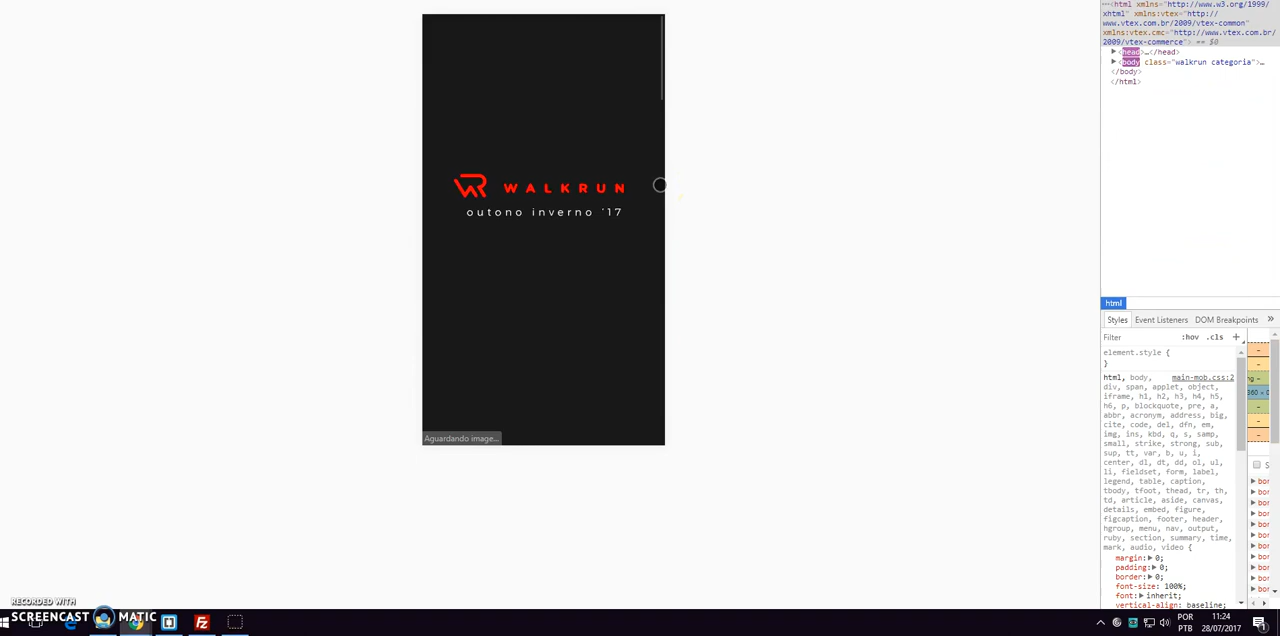 WALKRUN
outono inverno '17
Aguardando image...
<html xmlns="http://www.w3.org/1999/
xhtml" xmlns:vtex="http://
www.vtex.com.br/2009/vtex-common"
xmlns:vtex.cmc="http://www.vtex.com.br/
2009/vtex-commerce"> == $0
<head>…</head>
<body class="walkrun categoria">…
</body>
</html>
html
Styles Event Listeners DOM Breakpoints »
Filter :hov .cls +
element.style {
}
html, body, main-mob.css:2
div, span, applet, object,
iframe, h1, h2, h3, h4, h5,
h6, p, blockquote, pre, a,
abbr, acronym, address, big,
cite, code, del, dfn, em,
img, ins, kbd, q, s, samp,
small, strike, strong, sub,
sup, tt, var, b, u, i,
center, dl, dt, dd, ol, ul,
li, fieldset, form, label,
legend, table, caption,
tbody, tfoot, thead, tr, th,
td, article, aside, canvas,
details, embed, figure,
figcaption, footer, header,
hgroup, menu, nav, output,
ruby, section, summary, time,
mark, audio, video {
margin: 0;
padding: 0;
border: 0;
font-size: 100%;
font: inherit;
vertical-align: baseline;
RECORDED WITH
SCREENCAST MATIC
POR
PTB
11:24
28/07/2017